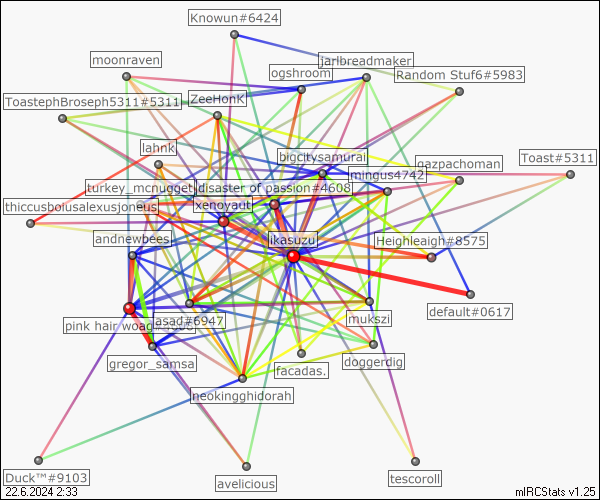 Knowun#6424
moonraven
jarlbreadmaker
ogshroom
Random Stuf6#5983
ToastephBroseph5311#5311
ZeeHonK
lahnk
bigcitysamurai
nazpachoman
Toast#5311
mingus4742
turkey_mcnugget
disaster of passion#4608
thiccusboiusalexusjoneus
xenoyaut
andnewbees
ikasuzu
Heighleaigh#8575
default#0617
pink hair woag
asad#6947
mukszi
gregor_samsa
facadas.
doggerdig
neokingghidorah
Duck™#9103
avelicious
tescoroll
22.6.2024 2:33
mIRCStats v1.25